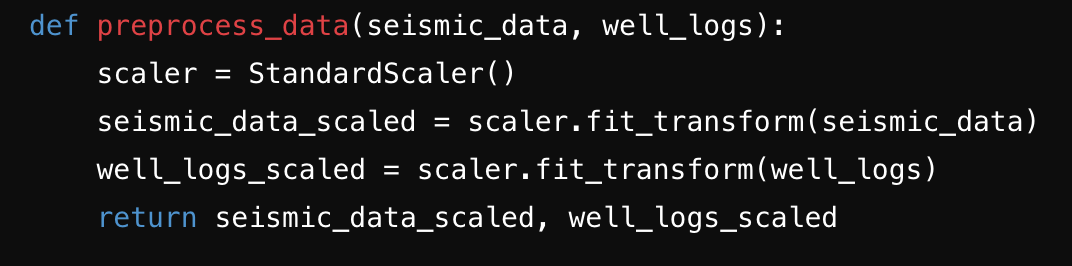 def preprocess_data(seismic_data, well_logs):
    scaler = StandardScaler()
    seismic_data_scaled = scaler.fit_transform(seismic_data)
    well_logs_scaled = scaler.fit_transform(well_logs)
    return seismic_data_scaled, well_logs_scaled